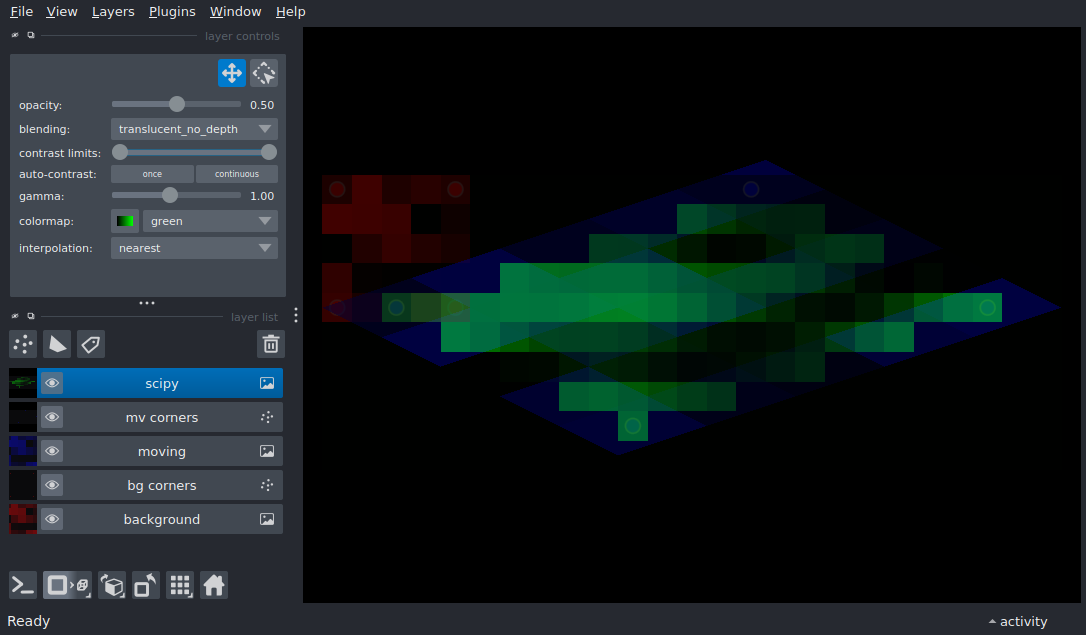 File View Layers Plugins Window Help
layer controls
opacity: 0.50
blending: translucent_no_depth
contrast limits:
auto-contrast: once continuous
gamma: 1.00
colormap: green
interpolation: nearest
layer list
scipy
mv corners
moving
bg corners
background
Ready activity